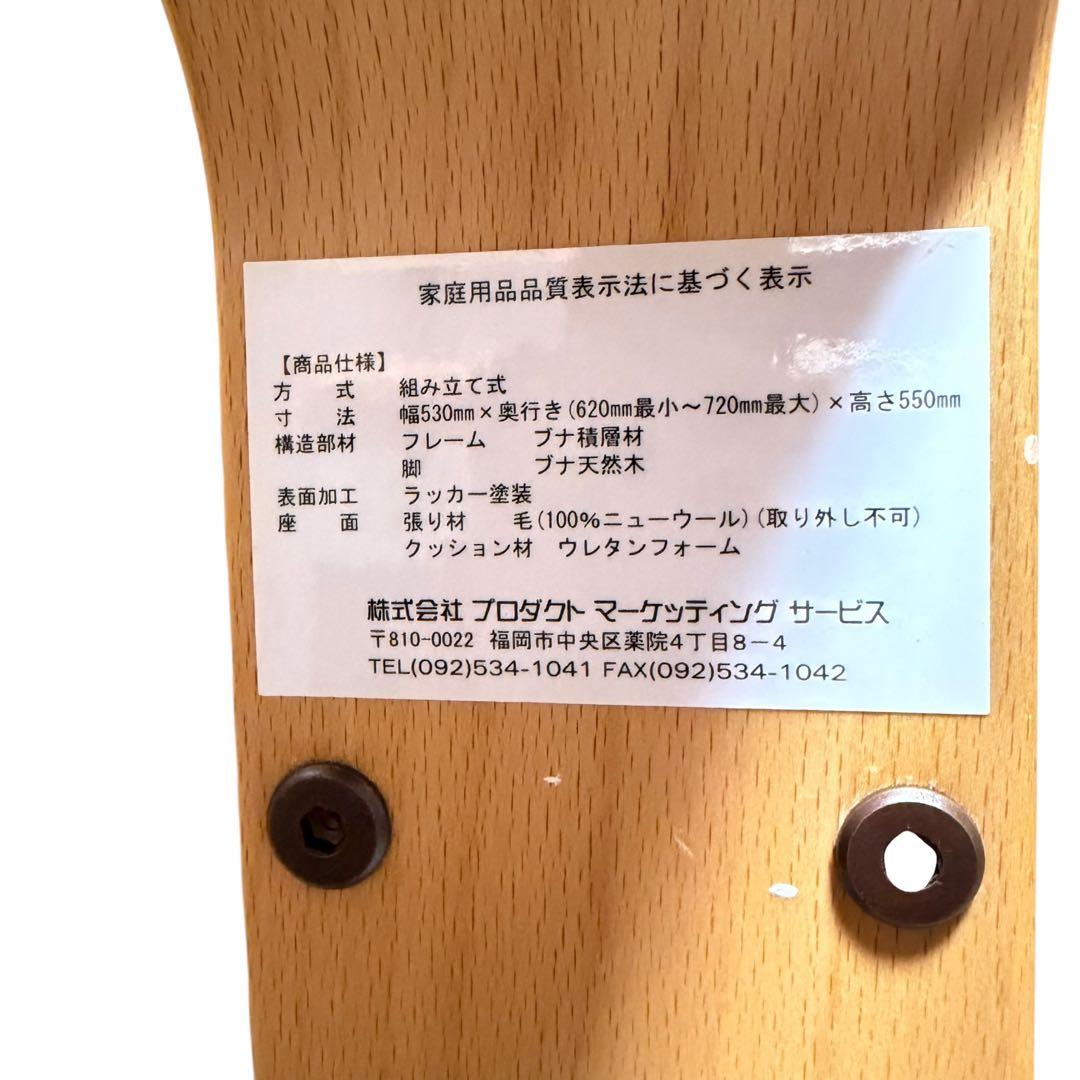 家庭用品品質表示法に基づく表示
【商品仕様】
方　式　組み立て式
寸　法　幅530mm×奥行き(620mm最小～720mm最大)×高さ550mm
構造部材　フレーム　ブナ積層材
脚　ブナ天然木
表面加工　ラッカー塗装
座　面　張り材　毛(100%ニューウール)(取り外し不可)
クッション材　ウレタンフォーム
株式会社 プロダクト マーケッティング サービス
〒810-0022 福岡市中央区薬院4丁目8-4
TEL(092)534-1041 FAX(092)534-1042